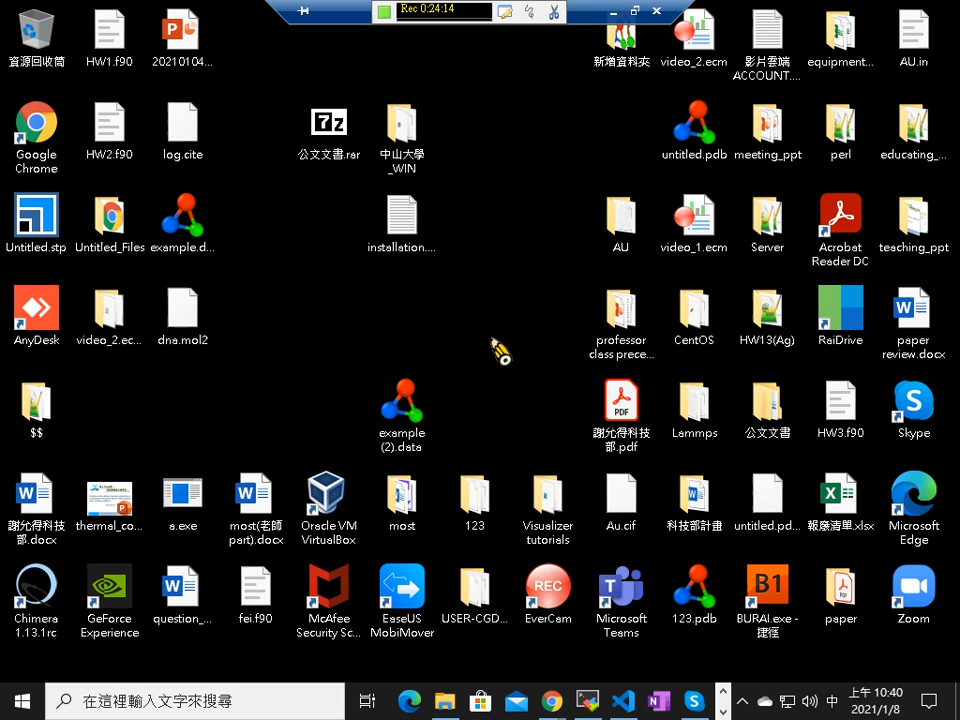 Rec 0:24:14
資源回收筒
HW1.f90
20210104...
新增資料夾
video_2.ecm
影片雲端
ACCOUNT....
equipment...
AU.in
Google
Chrome
HW2.f90
log.cite
7z
公文文書.rar
中山大學
_WIN
untitled.pdb
meeting_ppt
perl
educating_...
Untitled.stp
Untitled_Files
example.d...
installation....
AU
video_1.ecm
Server
Acrobat
Reader DC
teaching_ppt
AnyDesk
video_2.ec...
dna.mol2
professor
class prece...
CentOS
HW13(Ag)
RaiDrive
paper
review.docx
$$
example
(2).data
PDF
謝允得科技
部.pdf
Lammps
公文文書
HW3.f90
Skype
謝允得科技
部.docx
thermal_co...
a.exe
most(老師
part).docx
Oracle VM
VirtualBox
most
123
Visualizer
tutorials
Au.cif
科技部計畫
untitled.pd...
報廢清單.xlsx
Microsoft
Edge
Chimera
1.13.1rc
GeForce
Experience
question_...
fei.f90
McAfee
Security Sc...
EaseUS
MobiMover
USER-CGD...
REC
EverCam
Microsoft
Teams
123.pdb
B1
BURAI.exe -
捷徑
paper
Zoom
在這裡輸入文字來搜尋
中
上午 10:40
2021/1/8